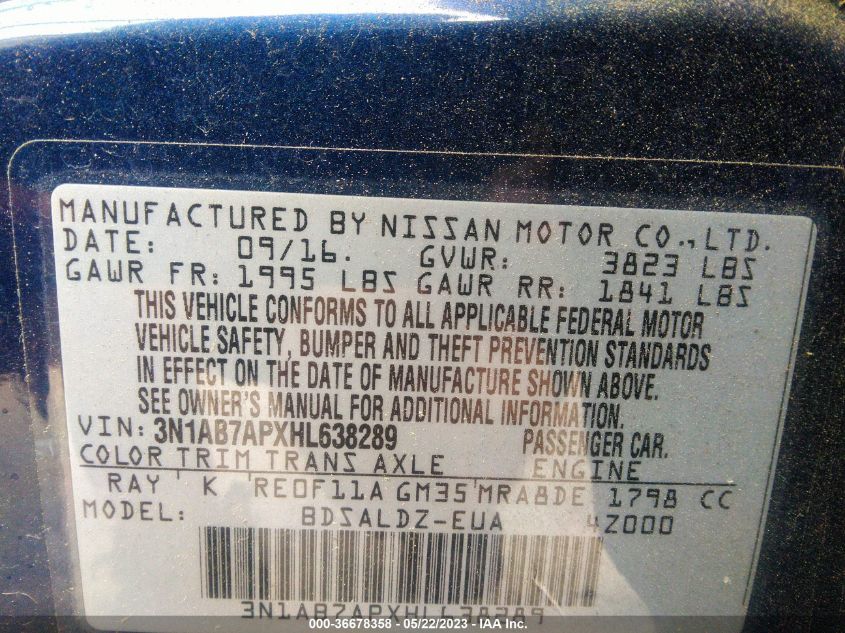 MANUFACTURED BY NISSAN MOTOR CO., LTD.
DATE: 09/16. GVWR: 3823 LBS
GAWR FR: 1995 LBS GAWR RR: 1841 LBS
THIS VEHICLE CONFORMS TO ALL APPLICABLE FEDERAL MOTOR
VEHICLE SAFETY, BUMPER AND THEFT PREVENTION STANDARDS
IN EFFECT ON THE DATE OF MANUFACTURE SHOWN ABOVE.
SEE OWNER'S MANUAL FOR ADDITIONAL INFORMATION.
VIN: 3N1AB7APXHL638289 PASSENGER CAR.
COLOR TRIM TRANS AXLE ENGINE
RAY K RE0F11A GM35 MRA8DE 1798 CC
MODEL: BDSALDZ-EUA 4Z000
3N1AB7APXHL638289
000-36678358 - 05/22/2023 - IAA Inc.